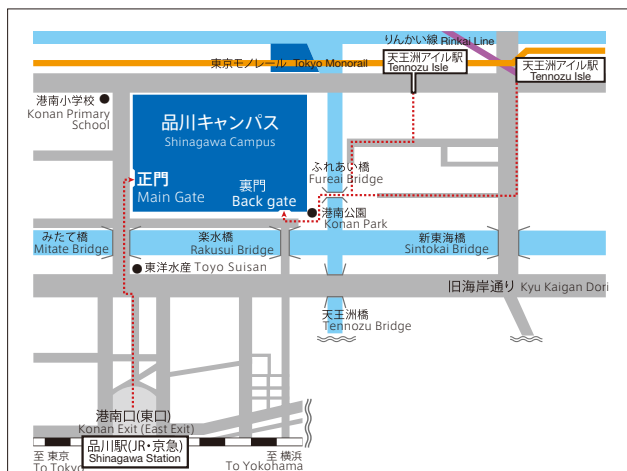 りんかい線 Rinkai Line
東京モノレール Tokyo Monorail
天王洲アイル駅
Tennozu Isle
天王洲アイル駅
Tennozu Isle
港南小学校
Konan Primary
School
品川キャンパス
Shinagawa Campus
正門
Main Gate
裏門
Back gate
ふれあい橋
Fureai Bridge
港南公園
Konan Park
みたて橋
Mitate Bridge
楽水橋
Rakusui Bridge
新東海橋
Sintokai Bridge
東洋水産 Toyo Suisan
旧海岸通り Kyu Kaigan Dori
天王洲橋
Tennozu Bridge
港南口(東口)
Konan Exit (East Exit)
至 東京
To Tokyo
品川駅(JR・京急)
Shinagawa Station
至 横浜
To Yokohama